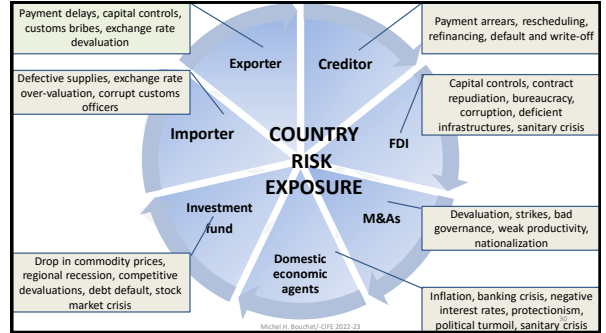 Payment delays, capital controls,
customs bribes, exchange rate
devaluation
Payment arrears, rescheduling,
refinancing, default and write-off
Exporter
Creditor
Defective supplies, exchange rate
over-valuation, corrupt customs
officers
Capital controls, contract
repudiation, bureaucracy,
corruption, deficient
infrastructures, sanitary crisis
Importer
COUNTRY
RISK
EXPOSURE
FDI
Investment
fund
M&As
Devaluation, strikes, bad
governance, weak productivity,
nationalization
Drop in commodity prices,
regional recession, competitive
devaluations, debt default, stock
market crisis
Domestic
economic
agents
Inflation, banking crisis, negative
interest rates, protectionism,
political turmoil, sanitary crisis
Michel H. Bouchet/-CIFE 2022-23
30